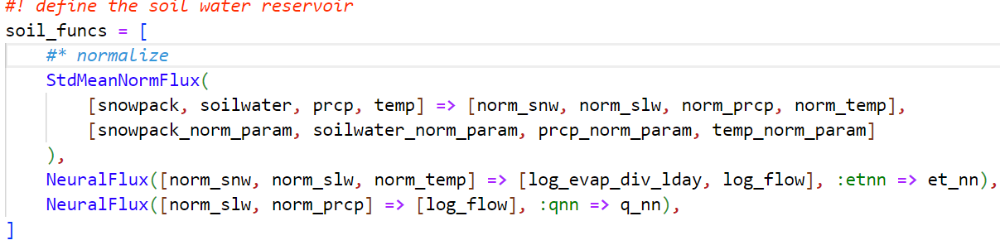 #! define the soil water reservoir
soil_funcs = [
    #* normalize
    StdMeanNormFlux(
        [snowpack, soilwater, prcp, temp] => [norm_snw, norm_slw, norm_prcp, norm_temp],
        [snowpack_norm_param, soilwater_norm_param, prcp_norm_param, temp_norm_param]
    ),
    NeuralFlux([norm_snw, norm_slw, norm_temp] => [log_evap_div_lday, log_flow], :etnn => et_nn),
    NeuralFlux([norm_slw, norm_prcp] => [log_flow], :qnn => q_nn),
]